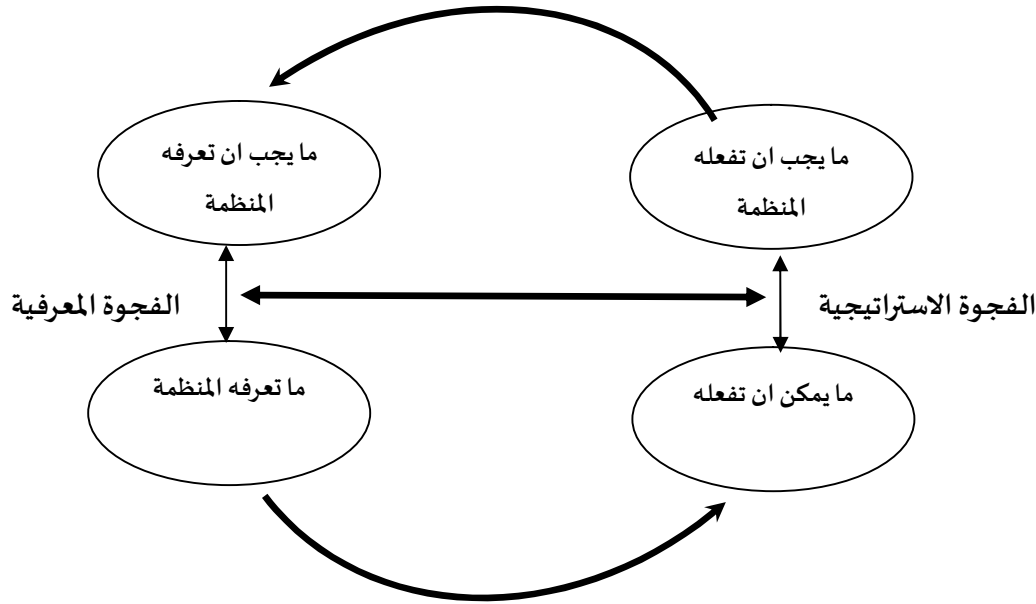 ما يجب ان تفعله
المنظمة
ما يجب ان تعرفه
المنظمة
الفجوة الاستراتيجية
الفجوة المعرفية
ما يمكن ان تفعله
ما تعرفه المنظمة